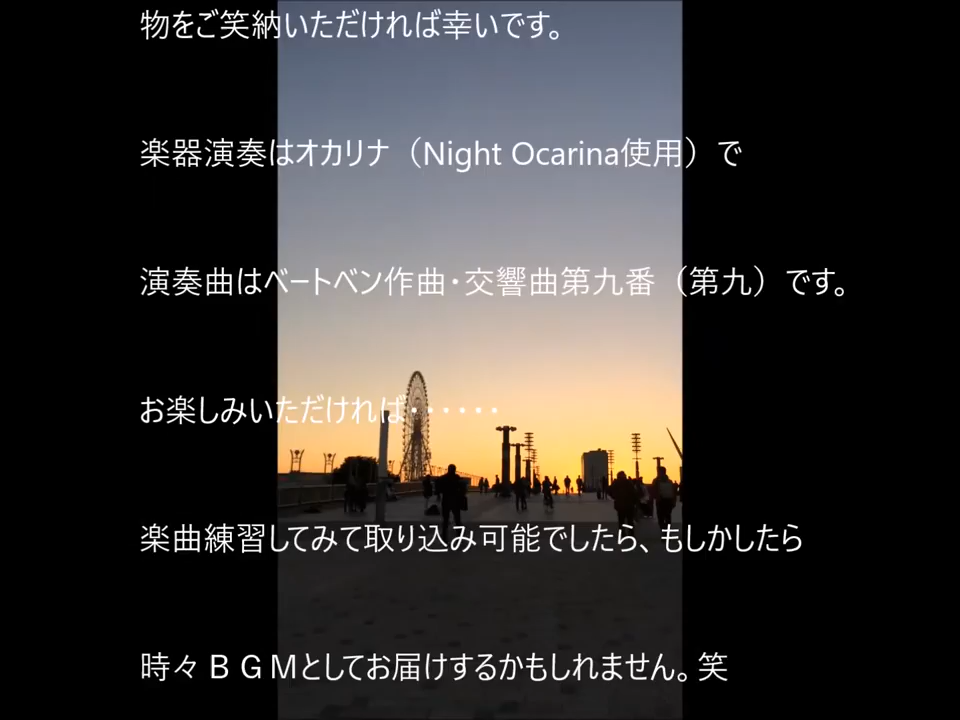 物をご笑納いただければ幸いです。
楽器演奏はオカリナ（Night Ocarina使用）で
演奏曲はベートベン作曲・交響曲第九番（第九）です。
お楽しみいただければ・・・・・・
楽曲練習してみて取り込み可能でしたら、もしかしたら
時々ＢＧＭとしてお届けするかもしれません。笑